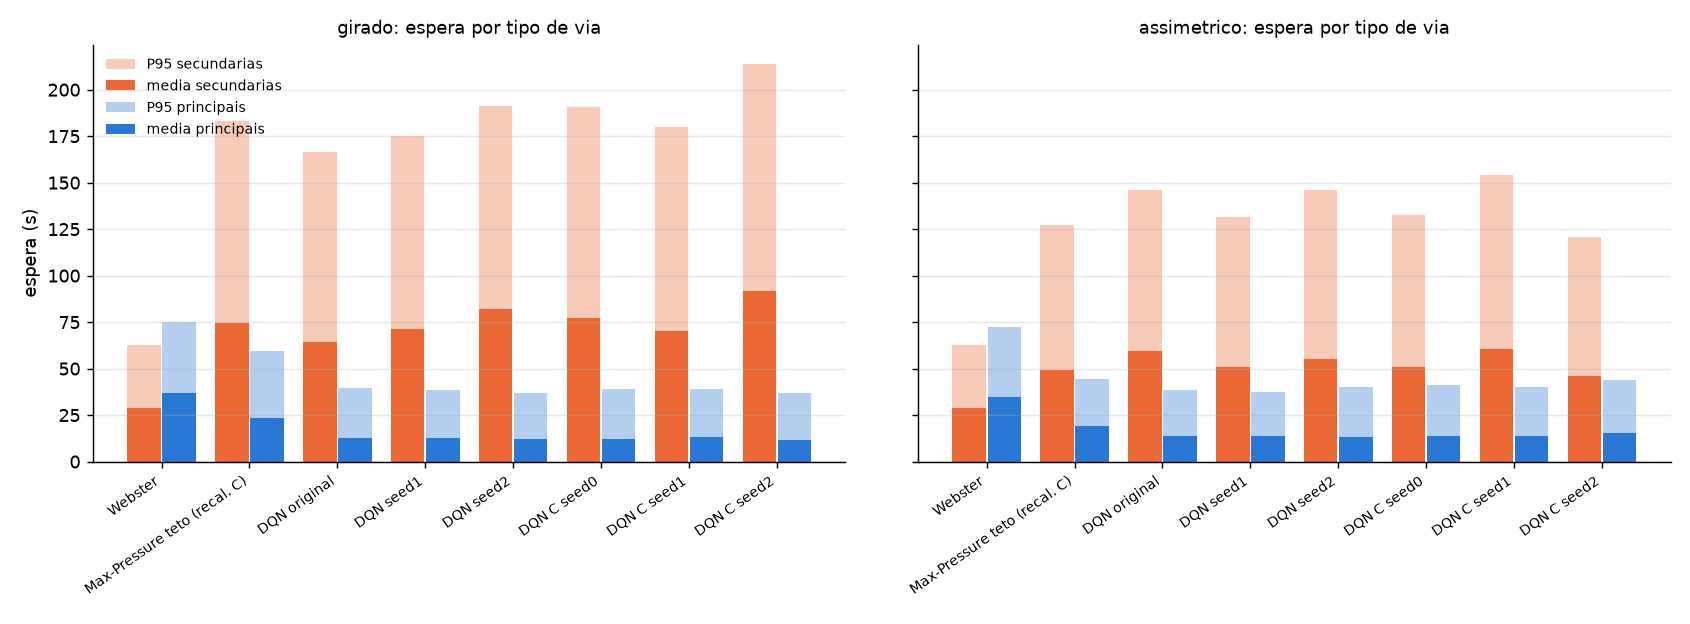 girado: espera por tipo de via
P95 secundarias
media secundarias
P95 principais
media principais
espera (s)
200
175
150
125
100
75
50
25
0
Webster
Max-Pressure teto (recal. C)
DQN original
DQN seed1
DQN seed2
DQN C seed0
DQN C seed1
DQN C seed2
assimetrico: espera por tipo de via
Webster
Max-Pressure teto (recal. C)
DQN original
DQN seed1
DQN seed2
DQN C seed0
DQN C seed1
DQN C seed2